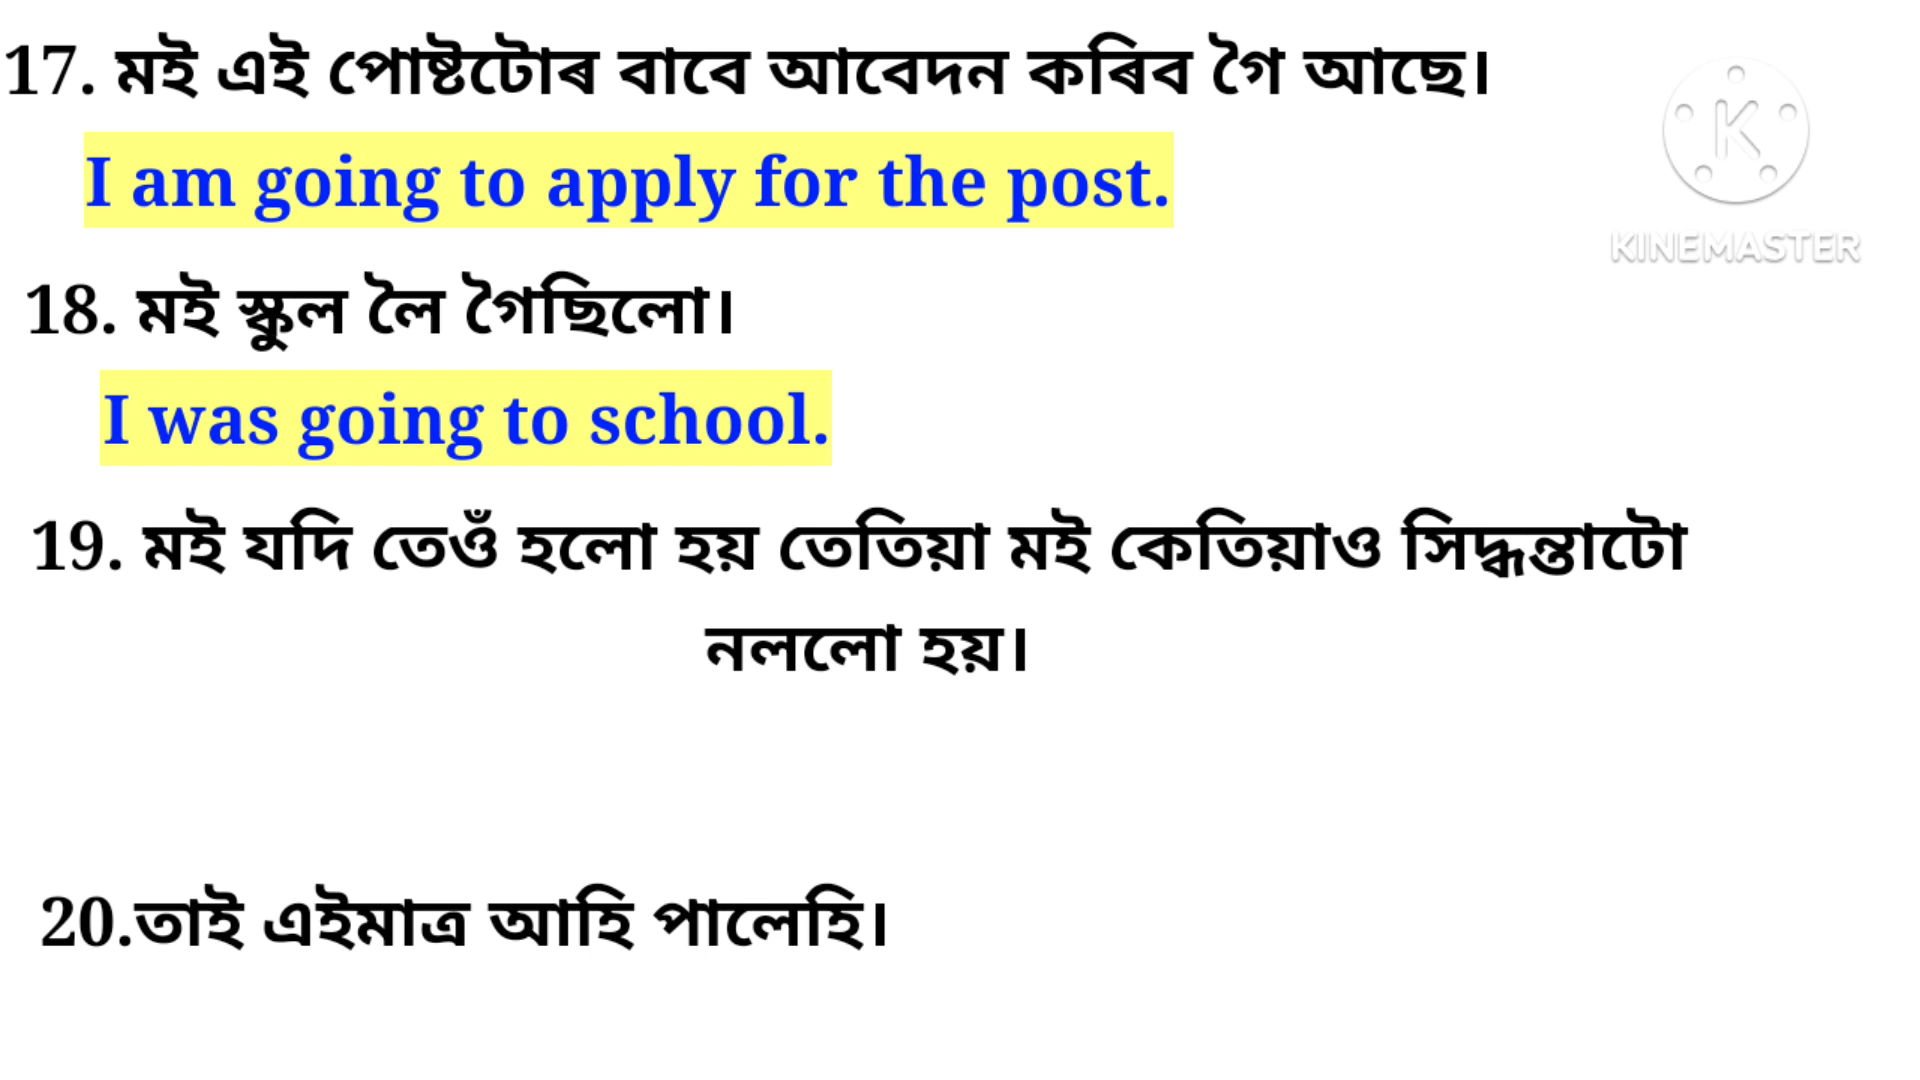 17. মই এই পোষ্টটোৰ বাবে আবেদন কৰিব গৈ আছে।
KINEMASTER
I am going to apply for the post.
18. মই স্কুল লৈ গৈছিলো।
I was going to school.
19. মই যদি তেওঁ হলো হয় তেতিয়া মই কেতিয়াও সিদ্ধন্তাটো
নললো হয়।
20.তাই এইমাত্ৰ আহি পালেহি।